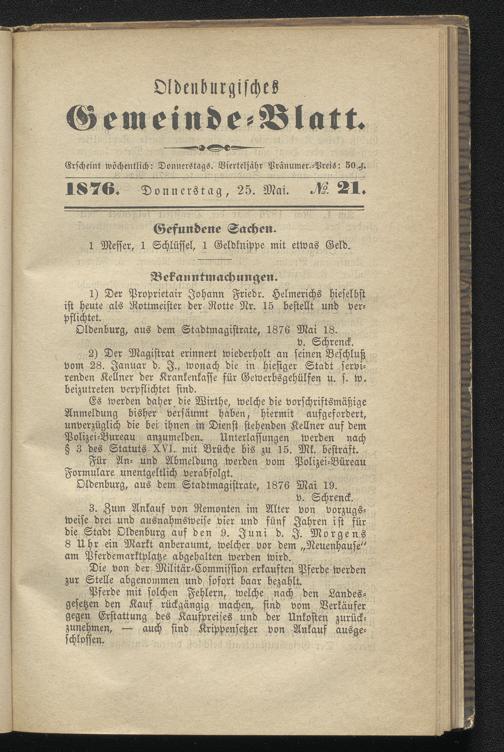 Oldenburgisches
Gemeinde-Blatt.
Erscheint wöchentlich: Donnerstags. Vierteljähr Pränumer.-Preis: 50 ₰.
1876. Donnerstag, 25. Mai. № 21.
Gefundene Sachen.
1 Messer, 1 Schlüssel, 1 Geldknippe mit etwas Geld.
Bekanntmachungen.
1) Der Proprietair Johann Friedr. Helmerichs hieselbst
ist heute als Rottmeister der Rotte Nr. 15 bestellt und ver-
pflichtet.
Oldenburg, aus dem Stadtmagistrate, 1876 Mai 18.
v. Schrenck.
2) Der Magistrat erinnert wiederholt an seinen Beschluß
vom 28. Januar d. J., wonach die in hiesiger Stadt servi-
renden Kellner der Krankenkasse für Gewerbsgehülfen u. s. w.
beizutreten verpflichtet sind.
Es werden daher die Wirthe, welche die vorschriftsmäßige
Anmeldung bisher versäumt haben, hiermit aufgefordert,
unverzüglich die bei ihnen in Dienst stehenden Kellner auf dem
Polizei-Bureau anzumelden. Unterlassungen werden nach
§ 3 des Statuts XVI. mit Brüche bis zu 15. Mk. bestraft.
Für An- und Abmeldung werden vom Polizei-Büreau
Formulare unentgeltlich verabfolgt.
Oldenburg, aus dem Stadtmagistrate, 1876 Mai 19.
v. Schrenck.
3. Zum Ankauf von Remonten im Alter von vorzugs-
weise drei und ausnahmsweise vier und fünf Jahren ist für
die Stadt Oldenburg auf den 9. Juni d. J. Morgens
8 Uhr ein Markt anberaumt, welcher vor dem „Neuenhause"
am Pferdemarktplatze abgehalten werden wird.
Die von der Militär-Commission erkauften Pferde werden
zur Stelle abgenommen und sofort baar bezahlt.
Pferde mit solchen Fehlern, welche nach den Landes-
gesetzen den Kauf rückgängig machen, sind vom Verkäufer
gegen Erstattung des Kaufpreises und der Unkosten zurück-
zunehmen, — auch sind Krippensetzer von Ankauf ausge-
schlossen.